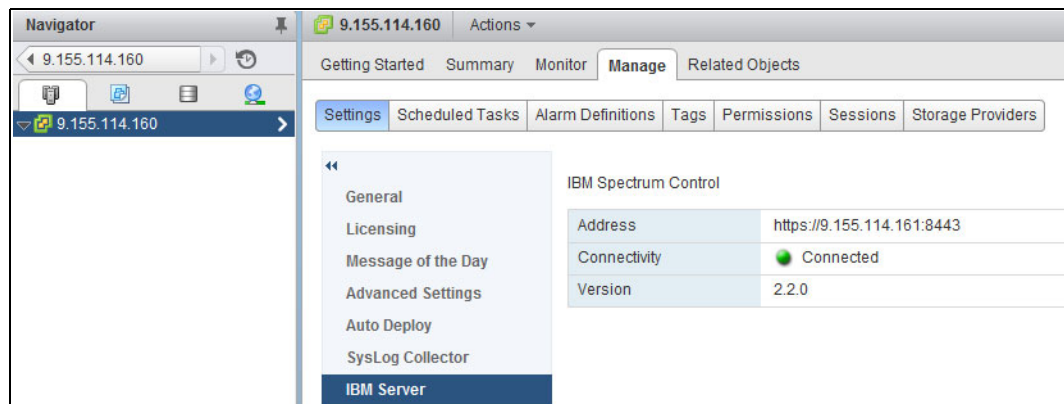 Navigator
9.155.114.160
9.155.114.160
9.155.114.160 Actions
Getting Started Summary Monitor Manage Related Objects
Settings Scheduled Tasks Alarm Definitions Tags Permissions Sessions Storage Providers
General
Licensing
Message of the Day
Advanced Settings
Auto Deploy
SysLog Collector
IBM Server
IBM Spectrum Control
Address https://9.155.114.161:8443
Connectivity Connected
Version 2.2.0